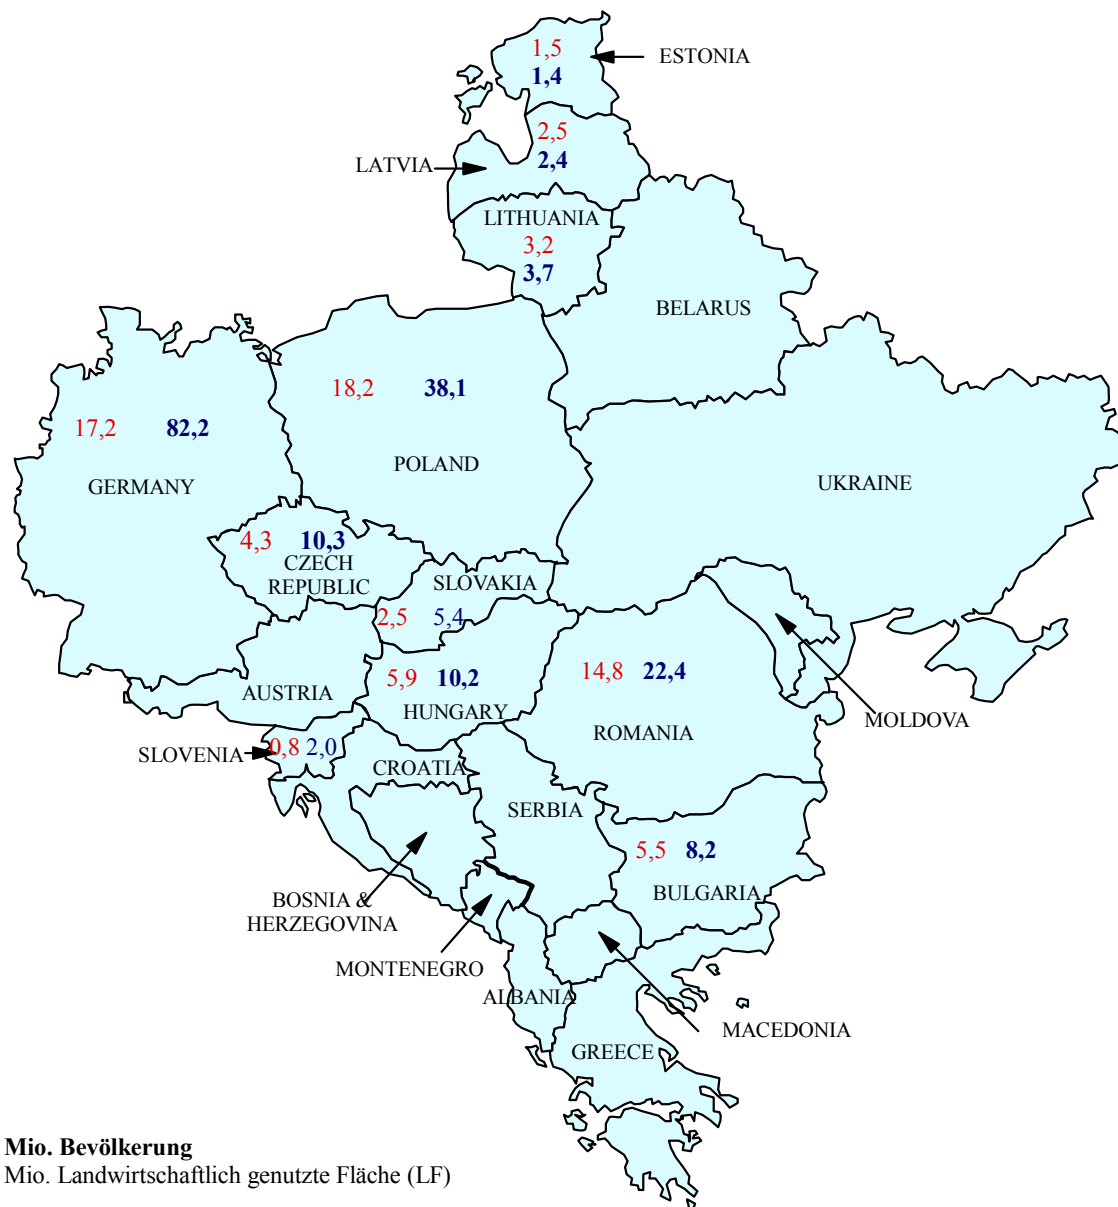 1,5
ESTONIA
1,4
2,5
LATVIA
2,4
LITHUANIA
3,2
3,7
BELARUS
18,2 38,1
17,2 82,2
POLAND
GERMANY
UKRAINE
4,3 10,3
CZECH
REPUBLIC
SLOVAKIA
2,5 5,4
5,9 10,2
14,8 22,4
AUSTRIA
HUNGARY
MOLDOVA
ROMANIA
SLOVENIA
0,8 2,0
CROATIA
SERBIA
5,5 8,2
BULGARIA
BOSNIA &
HERZEGOVINA
MONTENEGRO
ALBANIA
MACEDONIA
GREECE
Mio. Bevölkerung
Mio. Landwirtschaftlich genutzte Fläche (LF)